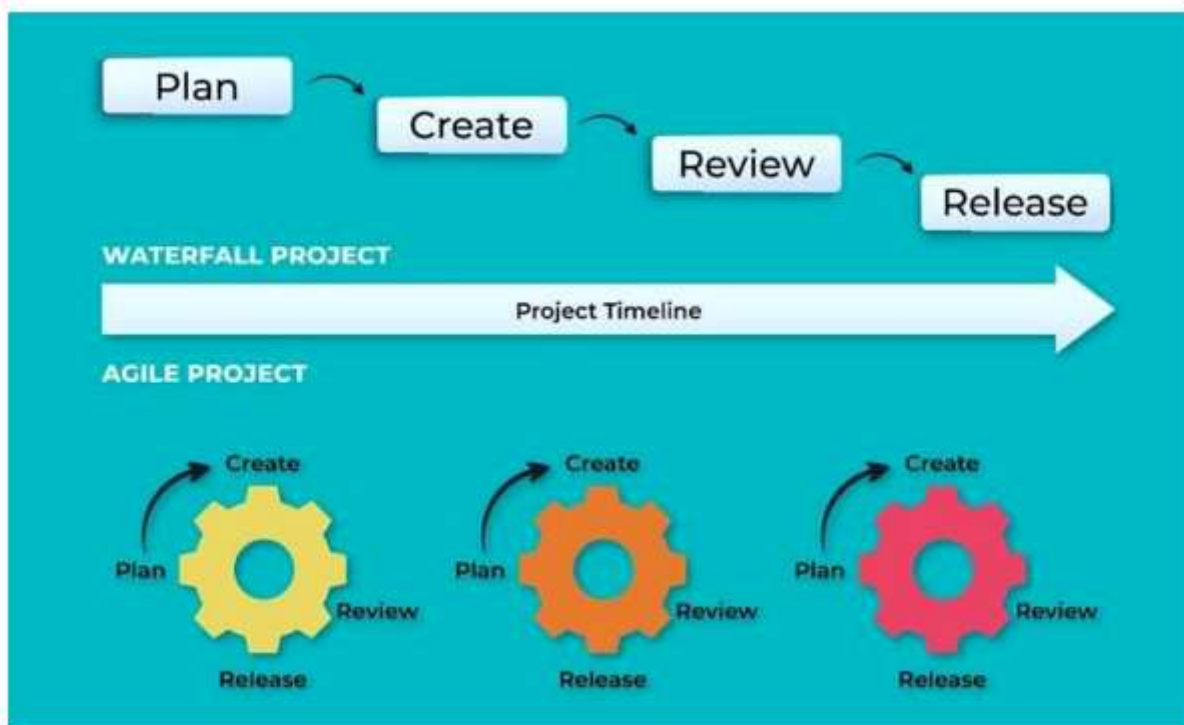 Plan
Create
Review
Release
WATERFALL PROJECT
Project Timeline
AGILE PROJECT
Create
Plan
Review
Release
Create
Plan
Review
Release
Create
Plan
Review
Release